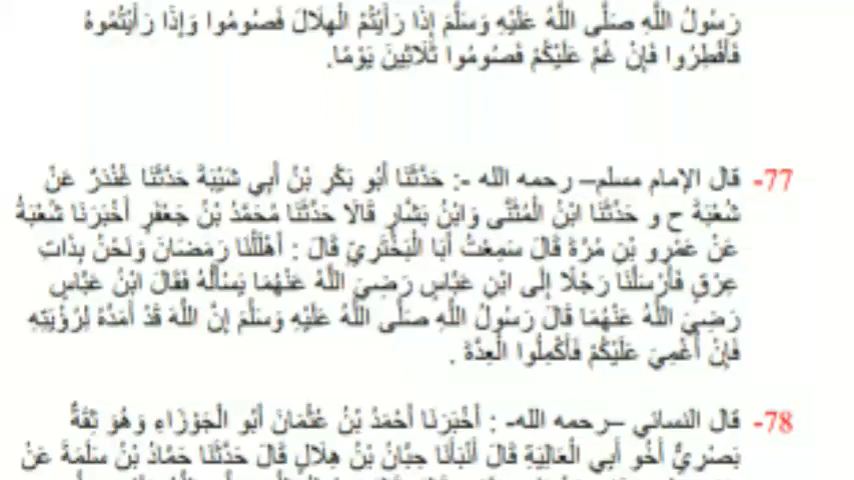 رَسُولُ اللَّهِ صَلَّى اللَّهُ عَلَيْهِ وَسَلَّمَ إِذَا رَأَيْتُمْ الْهِلَالَ فَصُومُوا وَإِذَا رَأَيْتُمُوهُ
فَأَفْطِرُوا فَإِنْ غُمَّ عَلَيْكُمْ فَصُومُوا ثَلَاثِينَ يَوْمًا.
77- قال الإمام مسلم– رحمه الله -: حَدَّثَنَا أَبُو بَكْرِ بْنُ أَبِي شَيْبَةَ حَدَّثَنَا غُنْدَرٌ عَنْ
شُعْبَةَ ح و حَدَّثَنَا ابْنُ الْمُثَنَّى وَابْنُ بَشَّارٍ قَالَا حَدَّثَنَا مُحَمَّدُ بْنُ جَعْفَرٍ أَخْبَرَنَا شُعْبَةُ
عَنْ عَمْرِو بْنِ مُرَّةَ قَالَ سَمِعْتُ أَبَا الْبَخْتَرِيِّ قَالَ : أَهْلَلْنَا رَمَضَانَ وَنَحْنُ بِذَاتِ
عِرْقٍ فَأَرْسَلْنَا رَجُلًا إِلَى ابْنِ عَبَّاسٍ رَضِيَ اللَّهُ عَنْهُمَا يَسْأَلُهُ فَقَالَ ابْنُ عَبَّاسٍ
رَضِيَ اللَّهُ عَنْهُمَا قَالَ رَسُولُ اللَّهِ صَلَّى اللَّهُ عَلَيْهِ وَسَلَّمَ إِنَّ اللَّهَ قَدْ أَمَدَّهُ لِرُؤْيَتِهِ
فَإِنْ أُغْمِيَ عَلَيْكُمْ فَأَكْمِلُوا الْعِدَّةَ .
78- قال النسائي –رحمه الله- : أَخْبَرَنَا أَحْمَدُ بْنُ عُثْمَانَ أَبُو الْجَوْزَاءِ وَهُوَ ثِقَةٌ
بَصْرِيٌّ أَخُو أَبِي الْعَالِيَةِ قَالَ أَنْبَأَنَا حِبَّانُ بْنُ هِلَالٍ قَالَ حَدَّثَنَا حَمَّادُ بْنُ سَلَمَةَ عَنْ